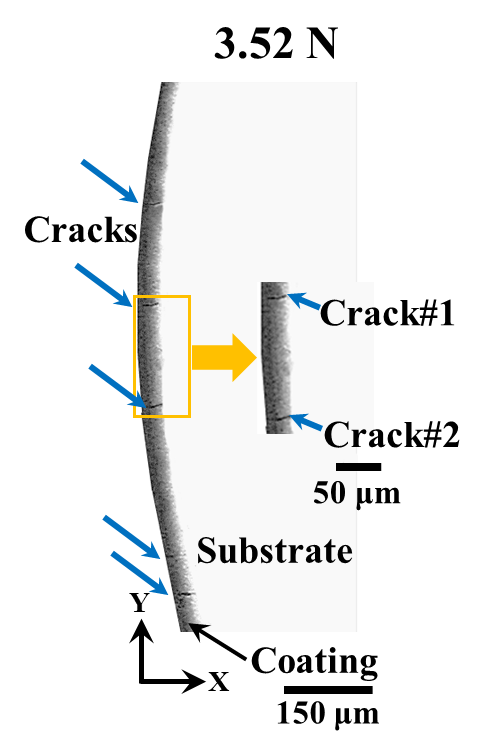 3.52 N
Cracks
Crack#1
Crack#2
50 μm
Substrate
Y
X
Coating
150 μm